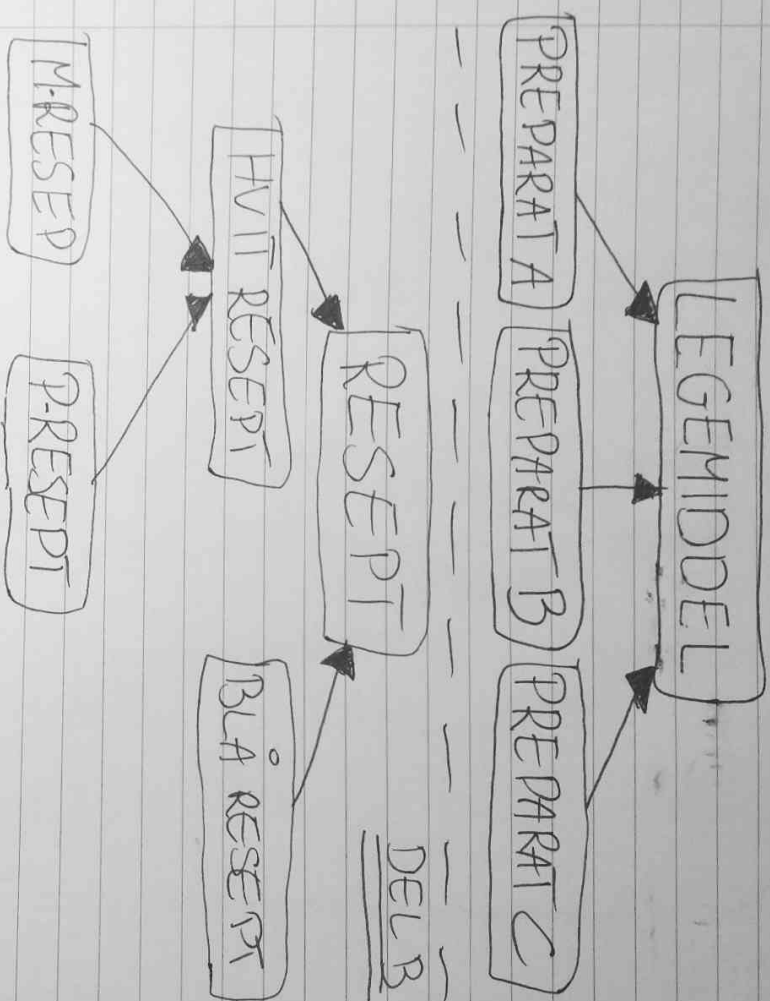 LEGEMIDDEL
PREPARAT A
PREPARAT B
PREPARAT C
DEL B
RESEPT
HVIT RESEPT
BLÅ RESEPT
M-RESEP
P-RESEPT